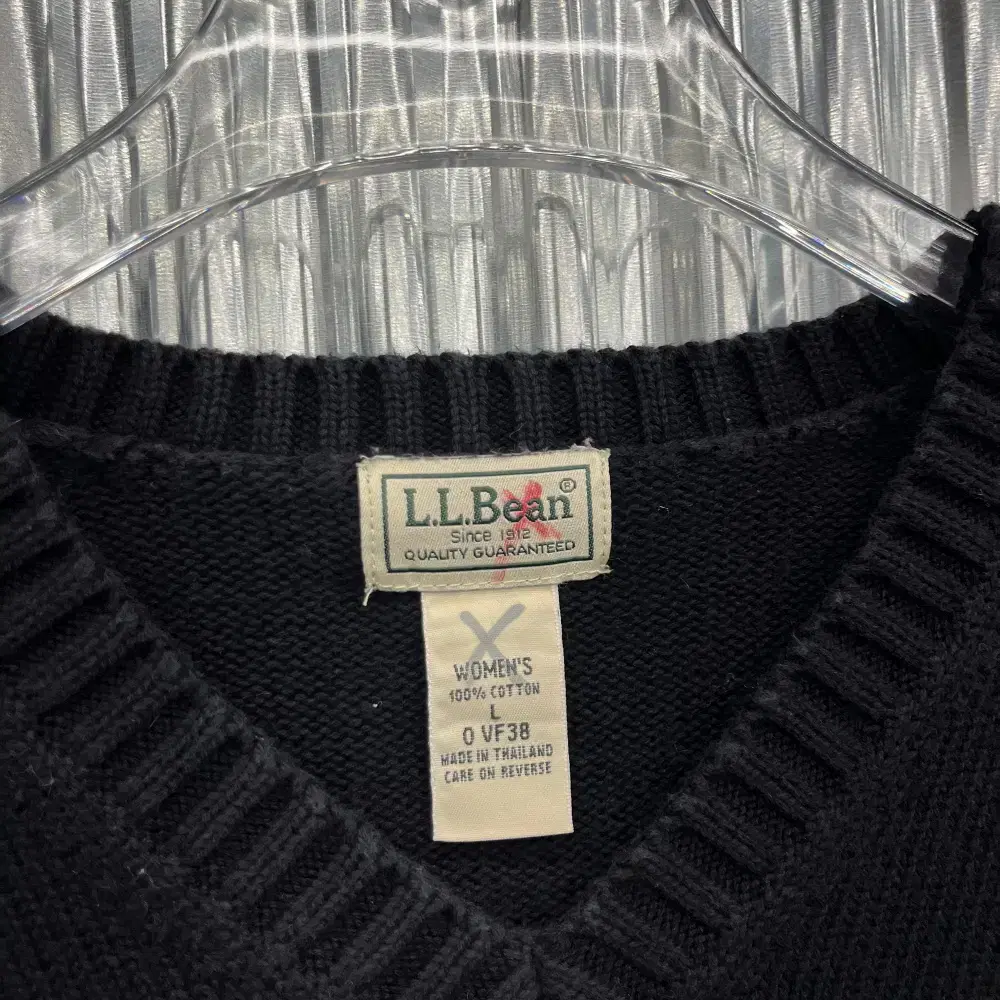 L.L.Bean®
Since 1912
QUALITY GUARANTEED
WOMEN'S
100% COTTON
L
0 VF38
MADE IN THAILAND
CARE ON REVERSE